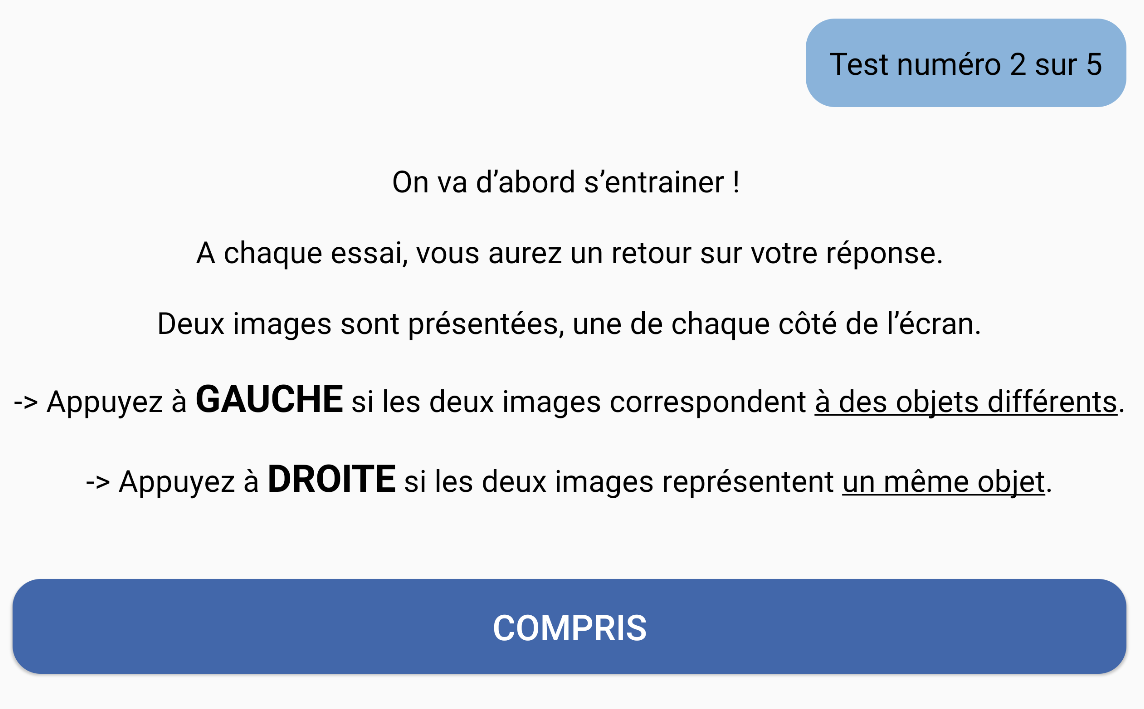 Test numéro 2 sur 5
On va d’abord s’entrainer !
A chaque essai, vous aurez un retour sur votre réponse.
Deux images sont présentées, une de chaque côté de l’écran.
-> Appuyez à GAUCHE si les deux images correspondent à des objets différents.
-> Appuyez à DROITE si les deux images représentent un même objet.
COMPRIS